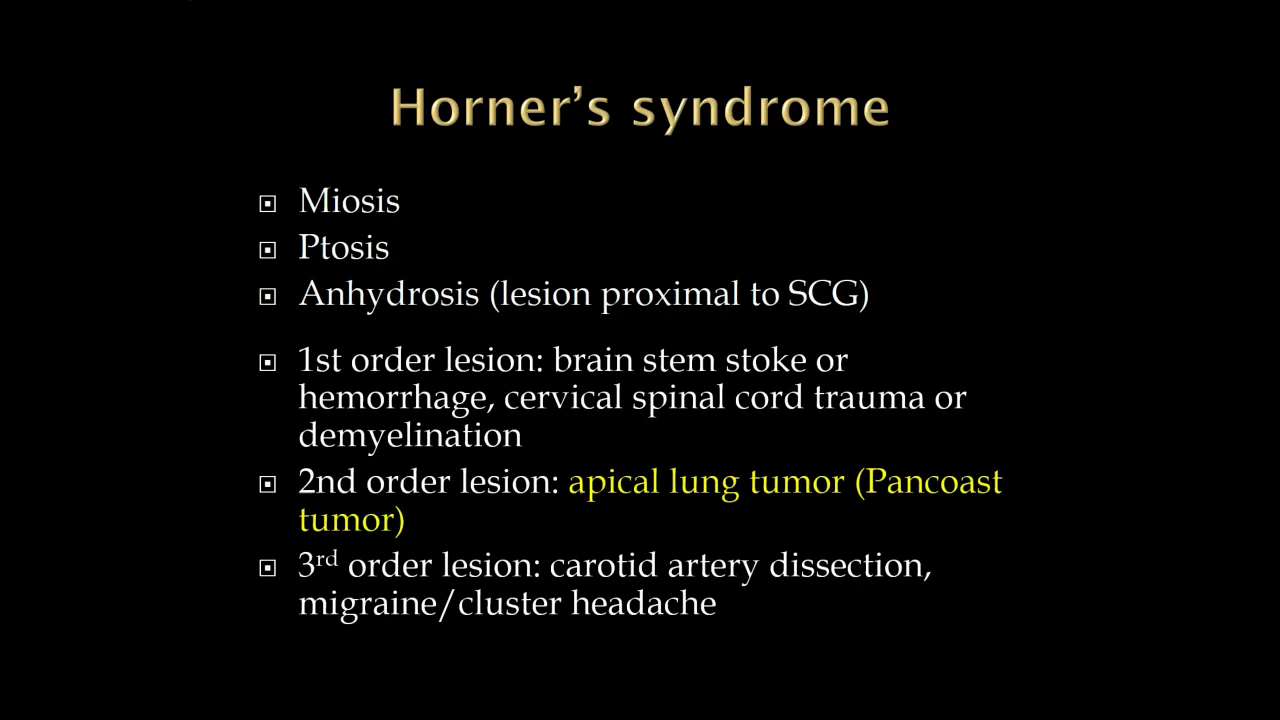 Horner’s syndrome
Miosis
Ptosis
Anhydrosis (lesion proximal to SCG)
1st order lesion: brain stem stoke or
hemorrhage, cervical spinal cord trauma or
demyelination
2nd order lesion: apical lung tumor (Pancoast
tumor)
3rd order lesion: carotid artery dissection,
migraine/cluster headache